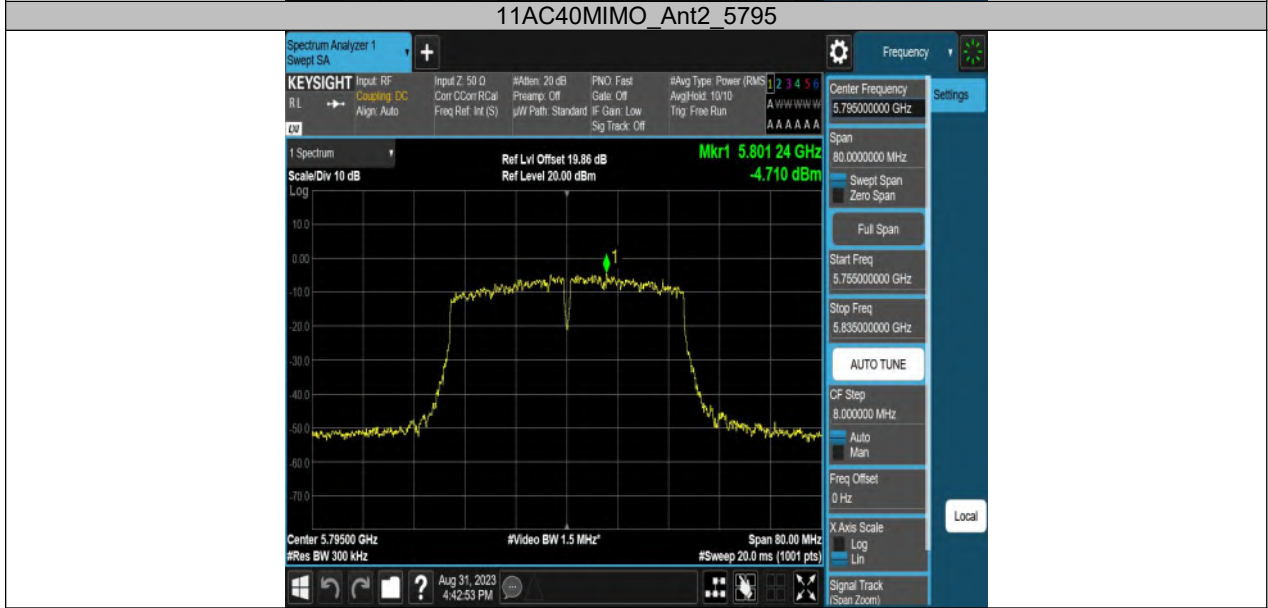 11AC40MIMO_Ant2_5795
Spectrum Analyzer 1
Swept SA
+
Frequency
KEYSIGHT
RL
LXI
Input: RF
Coupling: DC
Align: Auto
Input Z: 50 Ω
Corr CCorr RCal
Freq Ref: Int (S)
#Atten: 20 dB
Preamp: Off
µW Path: Standard
PNO: Fast
Gate: Off
IF Gain: Low
Sig Track: Off
#Avg Type: Power (RMS
Avg|Hold: 10/10
Trig: Free Run
1 2 3 4 5 6
A W W W W W
A A A A A A
1 Spectrum
Scale/Div 10 dB
Ref Lvl Offset 19.86 dB
Ref Level 20.00 dBm
Mkr1 5.801 24 GHz
-4.710 dBm
Log
10.0
0.00
-10.0
-20.0
-30.0
-40.0
-50.0
-60.0
-70.0
1
Center 5.79500 GHz
#Res BW 300 kHz
#Video BW 1.5 MHz*
Span 80.00 MHz
#Sweep 20.0 ms (1001 pts)
Center Frequency
5.795000000 GHz
Settings
Span
80.0000000 MHz
Swept Span
Zero Span
Full Span
Start Freq
5.755000000 GHz
Stop Freq
5.835000000 GHz
AUTO TUNE
CF Step
8.000000 MHz
Auto
Man
Freq Offset
0 Hz
X Axis Scale
Log
Lin
Local
Signal Track
(Span Zoom)
?
Aug 31, 2023
4:42:53 PM